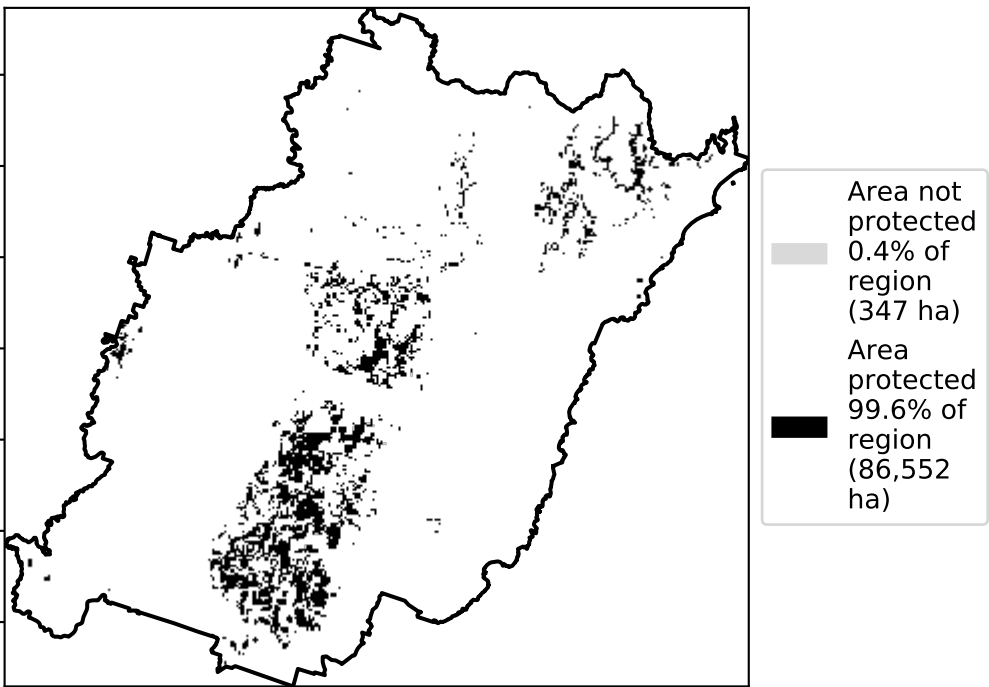 Area not
protected
0.4% of
region
(347 ha)
Area
protected
99.6% of
region
(86,552
ha)